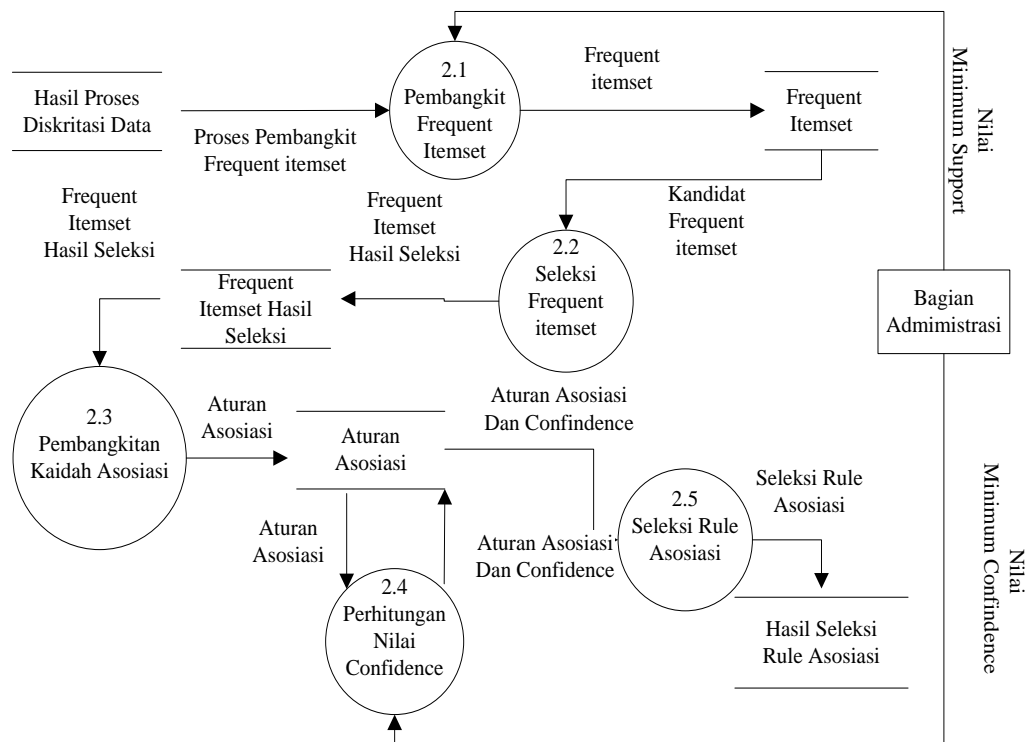 2.1
Pembangkit
Frequent
Itemset
Frequent
itemset
Hasil Proses
Diskritasi Data
Proses Pembangkit
Frequent itemset
Frequent
Itemset
Nilai
Minimum Support
Frequent
Itemset
Hasil Seleksi
Frequent
Itemset
Hasil Seleksi
Kandidat
Frequent
itemset
2.2
Seleksi
Frequent
itemset
Frequent
Itemset Hasil
Seleksi
Bagian
Admimistrasi
2.3
Pembangkitan
Kaidah Asosiasi
Aturan
Asosiasi
Aturan
Asosiasi
Aturan Asosiasi
Dan Confindence
Aturan
Asosiasi
Aturan Asosiasi
Dan Confidence
2.5
Seleksi Rule
Asosiasi
Seleksi Rule
Asosiasi
Nilai
Minimum Confindence
2.4
Perhitungan
Nilai
Confidence
Hasil Seleksi
Rule Asosiasi